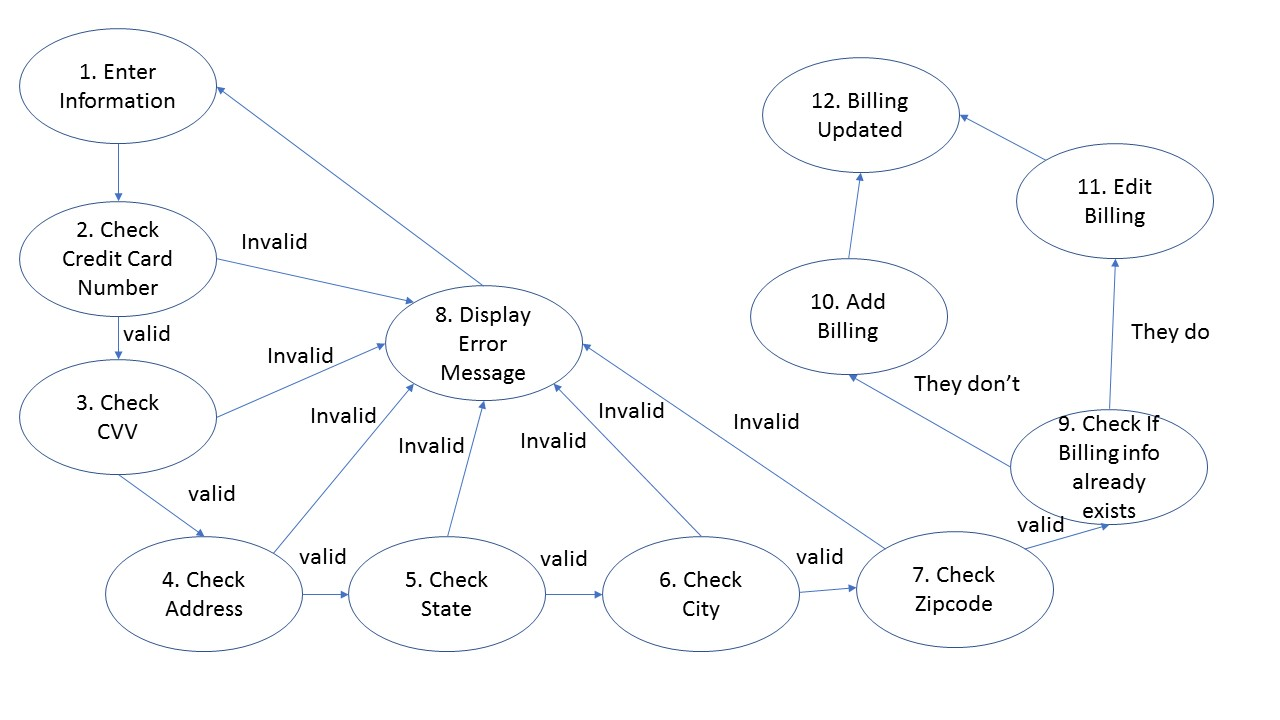 1. Enter
Information
2. Check
Credit Card
Number
Invalid
valid
3. Check
CVV
Invalid
valid
4. Check
Address
Invalid
valid
5. Check
State
Invalid
valid
6. Check
City
Invalid
Invalid
valid
7. Check
Zipcode
Invalid
valid
8. Display
Error
Message
9. Check If
Billing info
already
exists
They don’t
They do
10. Add
Billing
11. Edit
Billing
12. Billing
Updated